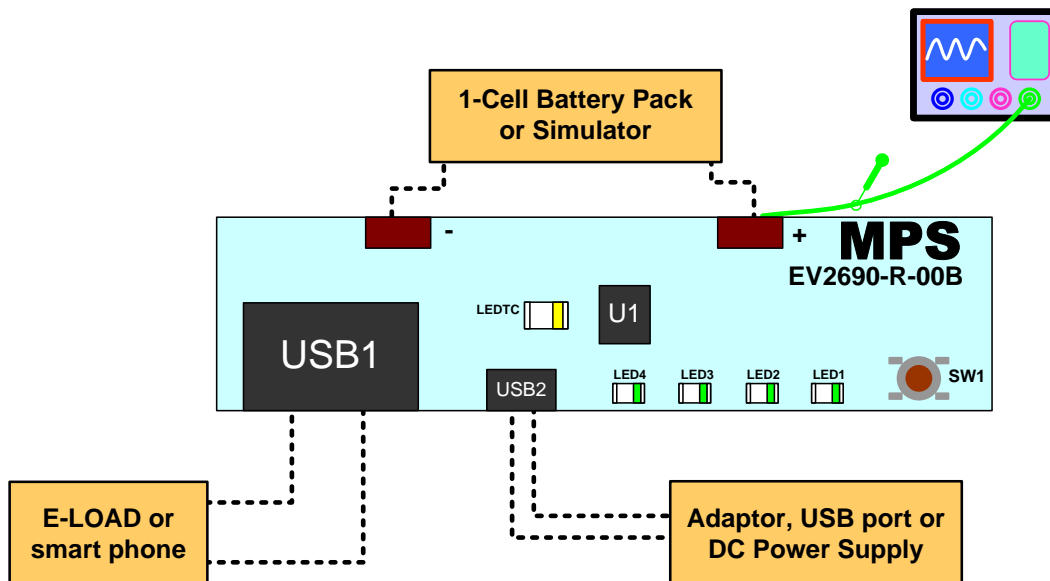 1-Cell Battery Pack
or Simulator
-
+
MPS
EV2690-R-00B
LEDTC
U1
USB1
USB2
LED4
LED3
LED2
LED1
SW1
E-LOAD or
smart phone
Adaptor, USB port or
DC Power Supply